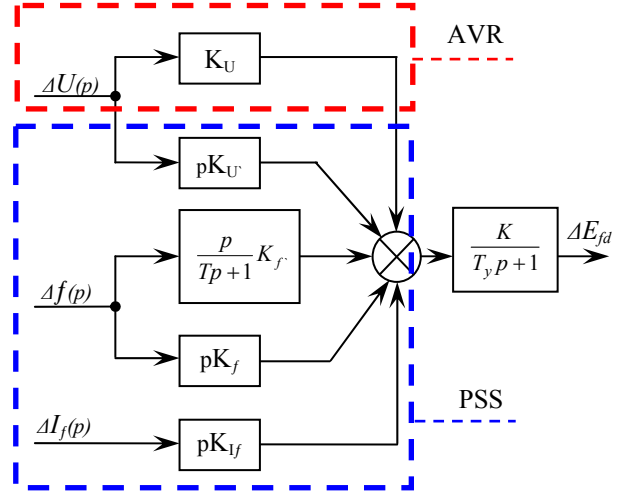 AVR
K_U
ΔU(p)
pK_U`
p
Tp + 1
K_f`
K
T_y p + 1
ΔE_fd
Δf(p)
pK_f
PSS
ΔI_f(p)
pK_If